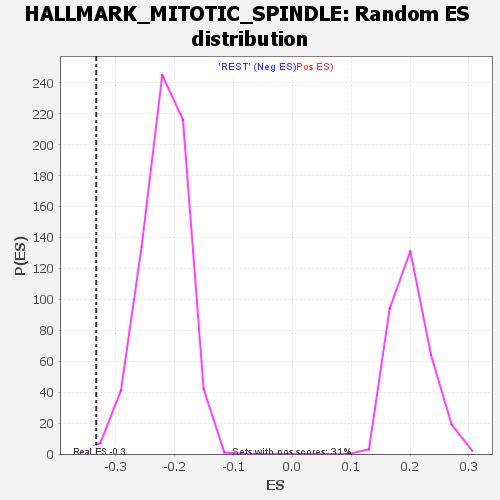 HALLMARK_MITOTIC_SPINDLE: Random ES
distribution
'REST' (Neg ES)Pos ES)
240
220
200
180
160
140
120
100
80
60
40
20
0
P(ES)
Real ES -0.3
Sets with pos scores: 31%
-0.3 -0.2 -0.1 0.0 0.1 0.2 0.3
ES